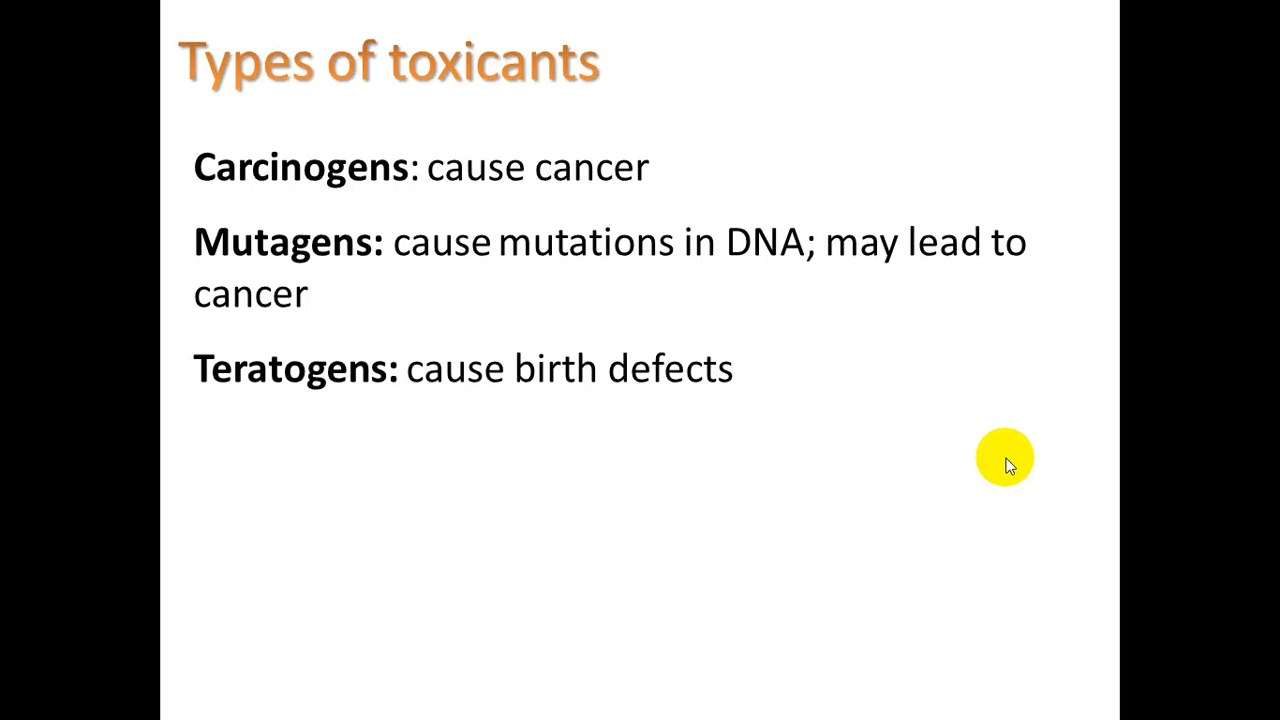 Types of toxicants
Carcinogens: cause cancer
Mutagens: cause mutations in DNA; may lead to
cancer
Teratogens: cause birth defects